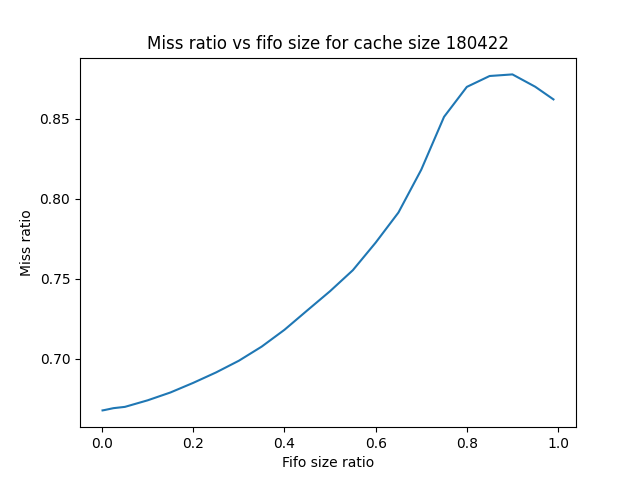 Miss ratio vs fifo size for cache size 180422
0.85
0.80
0.75
0.70
Miss ratio
0.0 0.2 0.4 0.6 0.8 1.0
Fifo size ratio